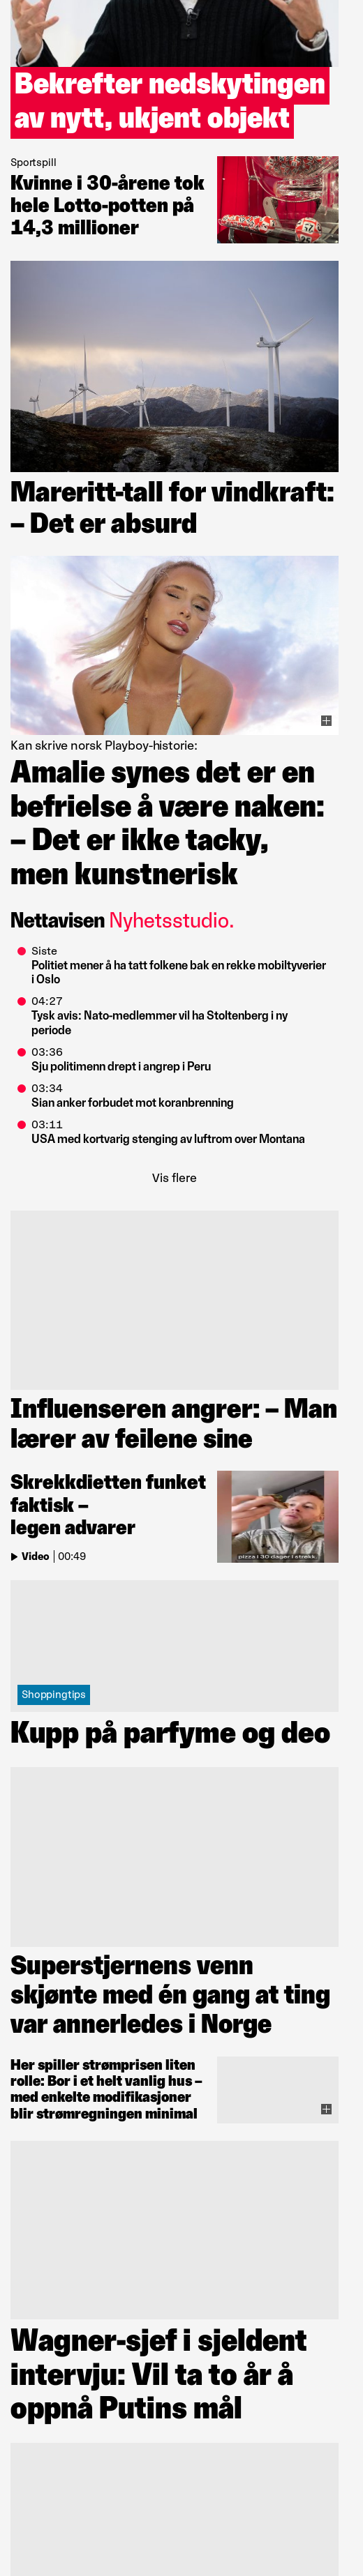 Bekrefter nedskytingen
av nytt, ukjent objekt
Sportspill
Kvinne i 30-årene tok
hele Lotto-potten på
14,3 millioner
Mareritt-tall for vindkraft:
– Det er absurd
Kan skrive norsk Playboy-historie:
Amalie synes det er en
befrielse å være naken:
– Det er ikke tacky,
men kunstnerisk
Nettavisen Nyhetsstudio.
Siste
Politiet mener å ha tatt folkene bak en rekke mobiltyverier
i Oslo
04:27
Tysk avis: Nato-medlemmer vil ha Stoltenberg i ny
periode
03:36
Sju politimenn drept i angrep i Peru
03:34
Sian anker forbudet mot koranbrenning
03:11
USA med kortvarig stenging av luftrom over Montana
Vis flere
Influenseren angrer: – Man
lærer av feilene sine
Skrekkdietten funket
faktisk –
legen advarer
Video | 00:49
pizza i 30 dager i strekk.
Shoppingtips
Kupp på parfyme og deo
Superstjernens venn
skjønte med én gang at ting
var annerledes i Norge
Her spiller strømprisen liten
rolle: Bor i et helt vanlig hus –
med enkelte modifikasjoner
blir strømregningen minimal
Wagner-sjef i sjeldent
intervju: Vil ta to år å
oppnå Putins mål